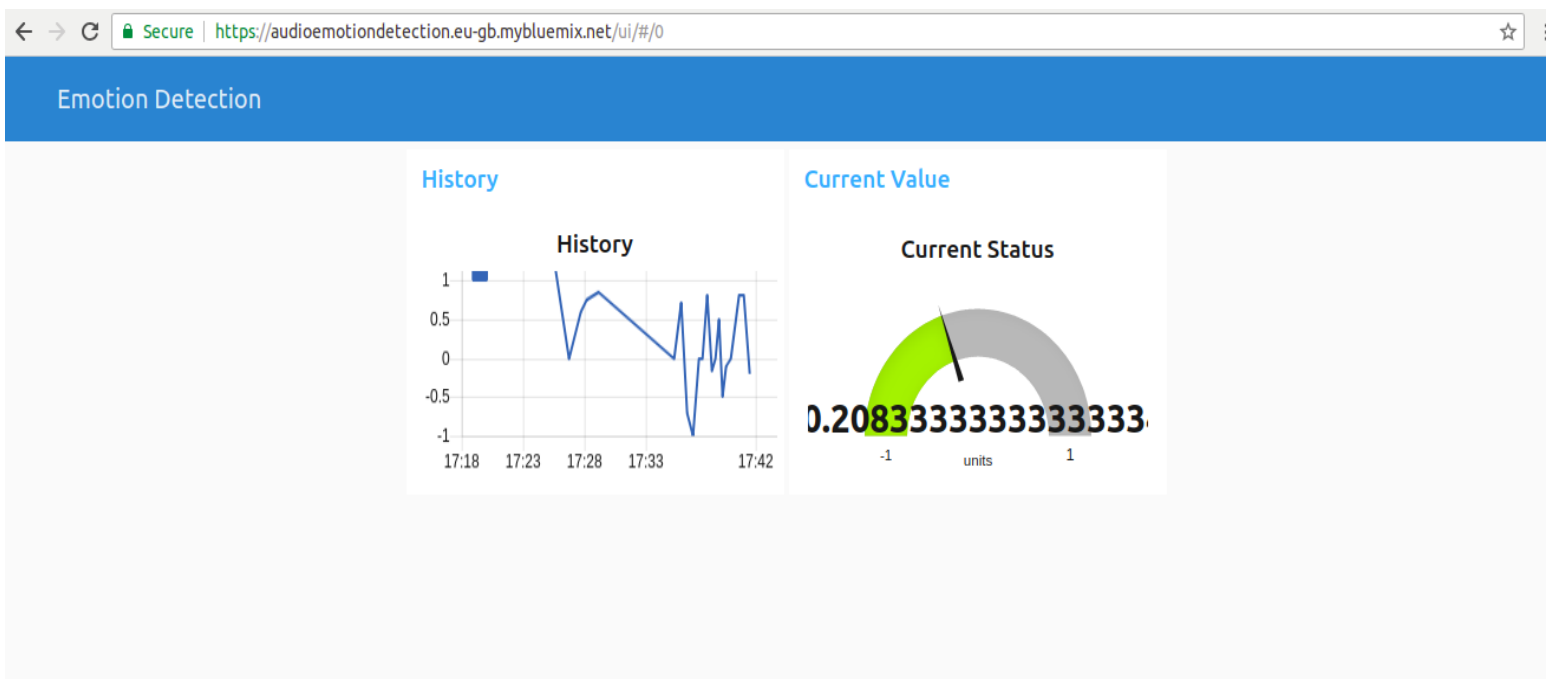 Secure https://audioemotiondetection.eu-gb.mybluemix.net/ui/#/0
Emotion Detection
History
History
1
0.5
0
-0.5
-1
17:18 17:23 17:28 17:33 17:42
Current Value
Current Status
0.2083333333333333
-1 units 1